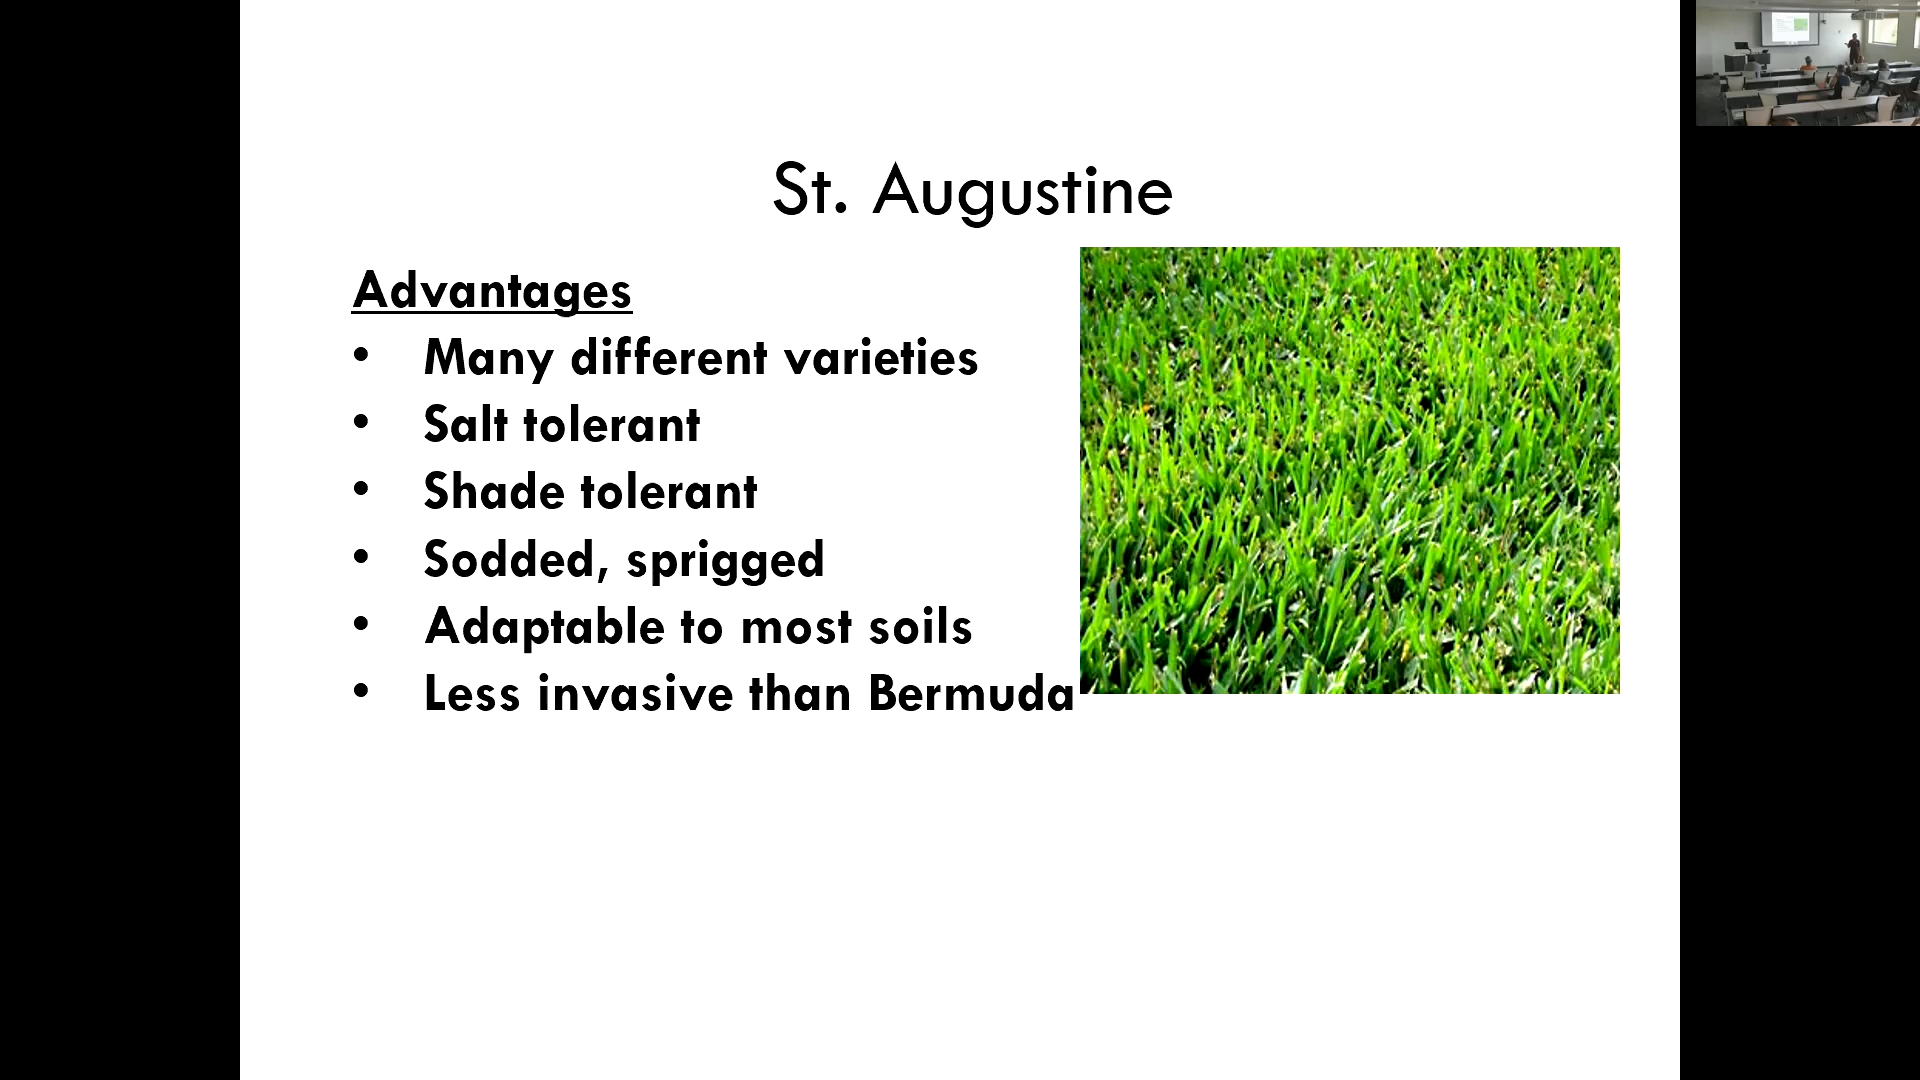 St. Augustine
Advantages
• Many different varieties
• Salt tolerant
• Shade tolerant
• Sodded, sprigged
• Adaptable to most soils
• Less invasive than Bermuda